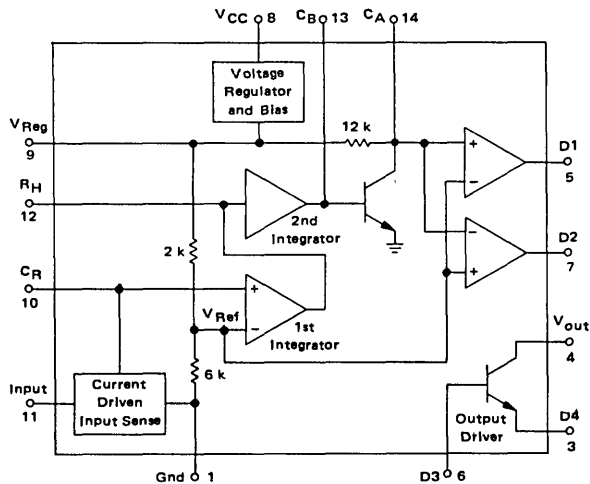 VCC 8
CB 13
CA 14
Voltage
Regulator
and Bias
VReg
9
12 k
D1
5
RH
12
2nd
Integrator
2 k
D2
7
CR
10
VRef
1st
Integrator
Vout
4
6 k
Input
11
Current
Driven
Input Sense
Output
Driver
D4
3
Gnd 1
D3 6
+
−
−
+
+
−